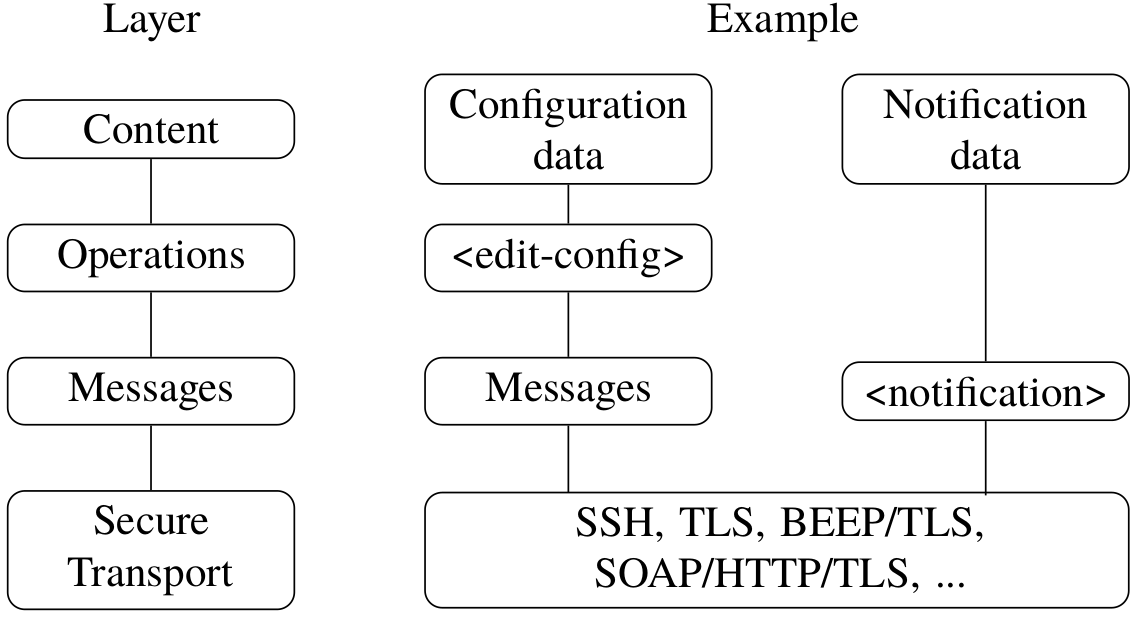 Layer
Example
Content
Configuration
data
Notification
data
Operations
<edit-config>
Messages
Messages
<notification>
Secure
Transport
SSH, TLS, BEEP/TLS,
SOAP/HTTP/TLS, ...